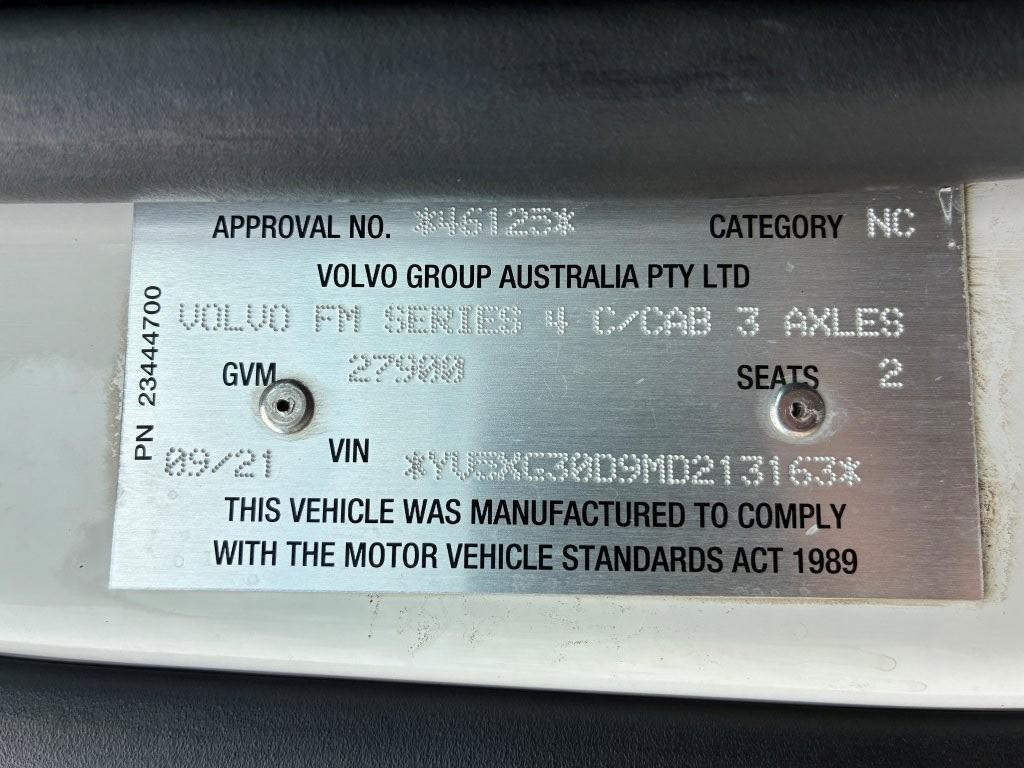 APPROVAL NO. *46125* CATEGORY NC
VOLVO GROUP AUSTRALIA PTY LTD
VOLVO FM SERIES 4 C/CAB 3 AXLES
GVM 27900 SEATS 2
09/21 VIN *YV5XG30D9MD213163*
THIS VEHICLE WAS MANUFACTURED TO COMPLY
WITH THE MOTOR VEHICLE STANDARDS ACT 1989
PN 23444700